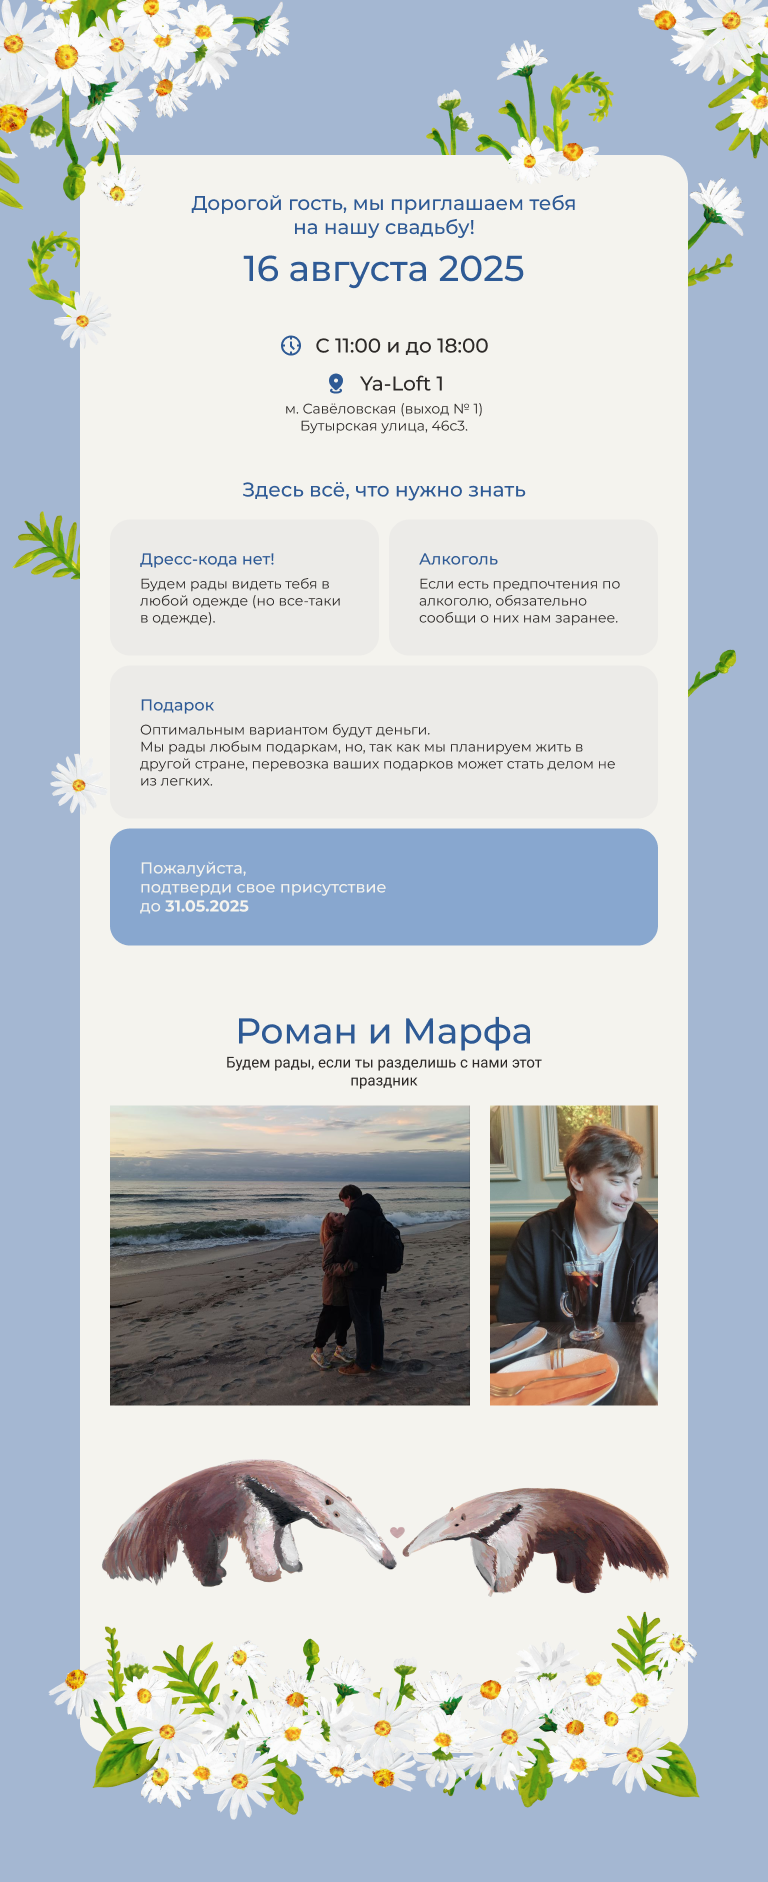 Дорогой гость, мы приглашаем тебя
на нашу свадьбу!
16 августа 2025
С 11:00 и до 18:00
Ya-Loft 1
м. Савёловская (выход № 1)
Бутырская улица, 46с3.
Здесь всё, что нужно знать
Дресс-кода нет!
Будем рады видеть тебя в
любой одежде (но все-таки
в одежде).
Алкоголь
Если есть предпочтения по
алкоголю, обязательно
сообщи о них нам заранее.
Подарок
Оптимальным вариантом будут деньги.
Мы рады любым подаркам, но, так как мы планируем жить в
другой стране, перевозка ваших подарков может стать делом не
из легких.
Пожалуйста,
подтверди свое присутствие
до 31.05.2025
Роман и Марфа
Будем рады, если ты разделишь с нами этот
праздник